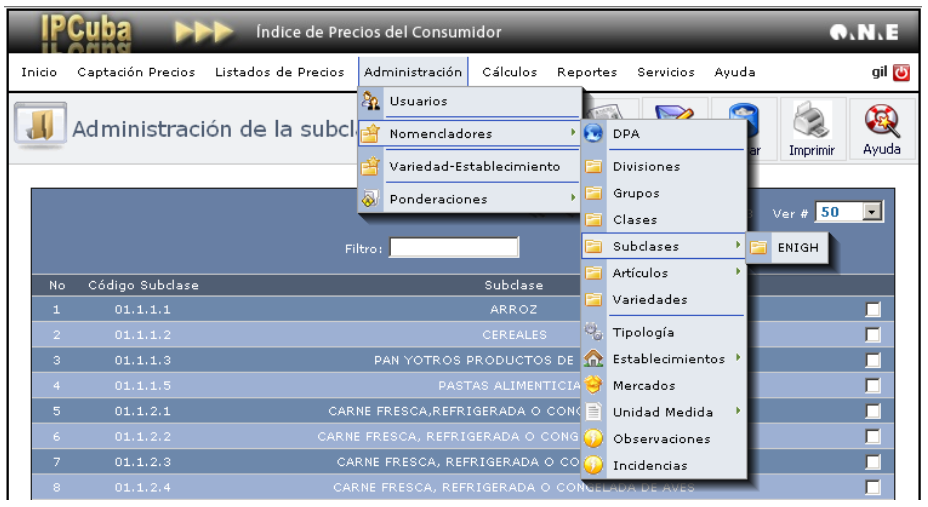 IPCuba Índice de Precios del Consumidor O.N.E
Inicio Captación Precios Listados de Precios Administración Cálculos Reportes Servicios Ayuda gil
Administración de la subcl
ar Imprimir Ayuda
Usuarios
Nomencladores
Variedad-Establecimiento
Ponderaciones
DPA
Divisiones
Grupos
Clases
Subclases
Artículos
Variedades
Tipología
Establecimientos
Mercados
Unidad Medida
Observaciones
Incidencias
ENIGH
Ver # 50
Filtro:
No Código Subclase Subclase
1 01.1.1.1 ARROZ
2 01.1.1.2 CEREALES
3 01.1.1.3 PAN YOTROS PRODUCTOS DE
4 01.1.1.5 PASTAS ALIMENTICIA
5 01.1.2.1 CARNE FRESCA,REFRIGERADA O CONG
6 01.1.2.2 CARNE FRESCA, REFRIGERADA O CONG
7 01.1.2.3 CARNE FRESCA, REFRIGERADA O CO
8 01.1.2.4 CARNE FRESCA, REFRIGERADA O CONGELADA DE AVES